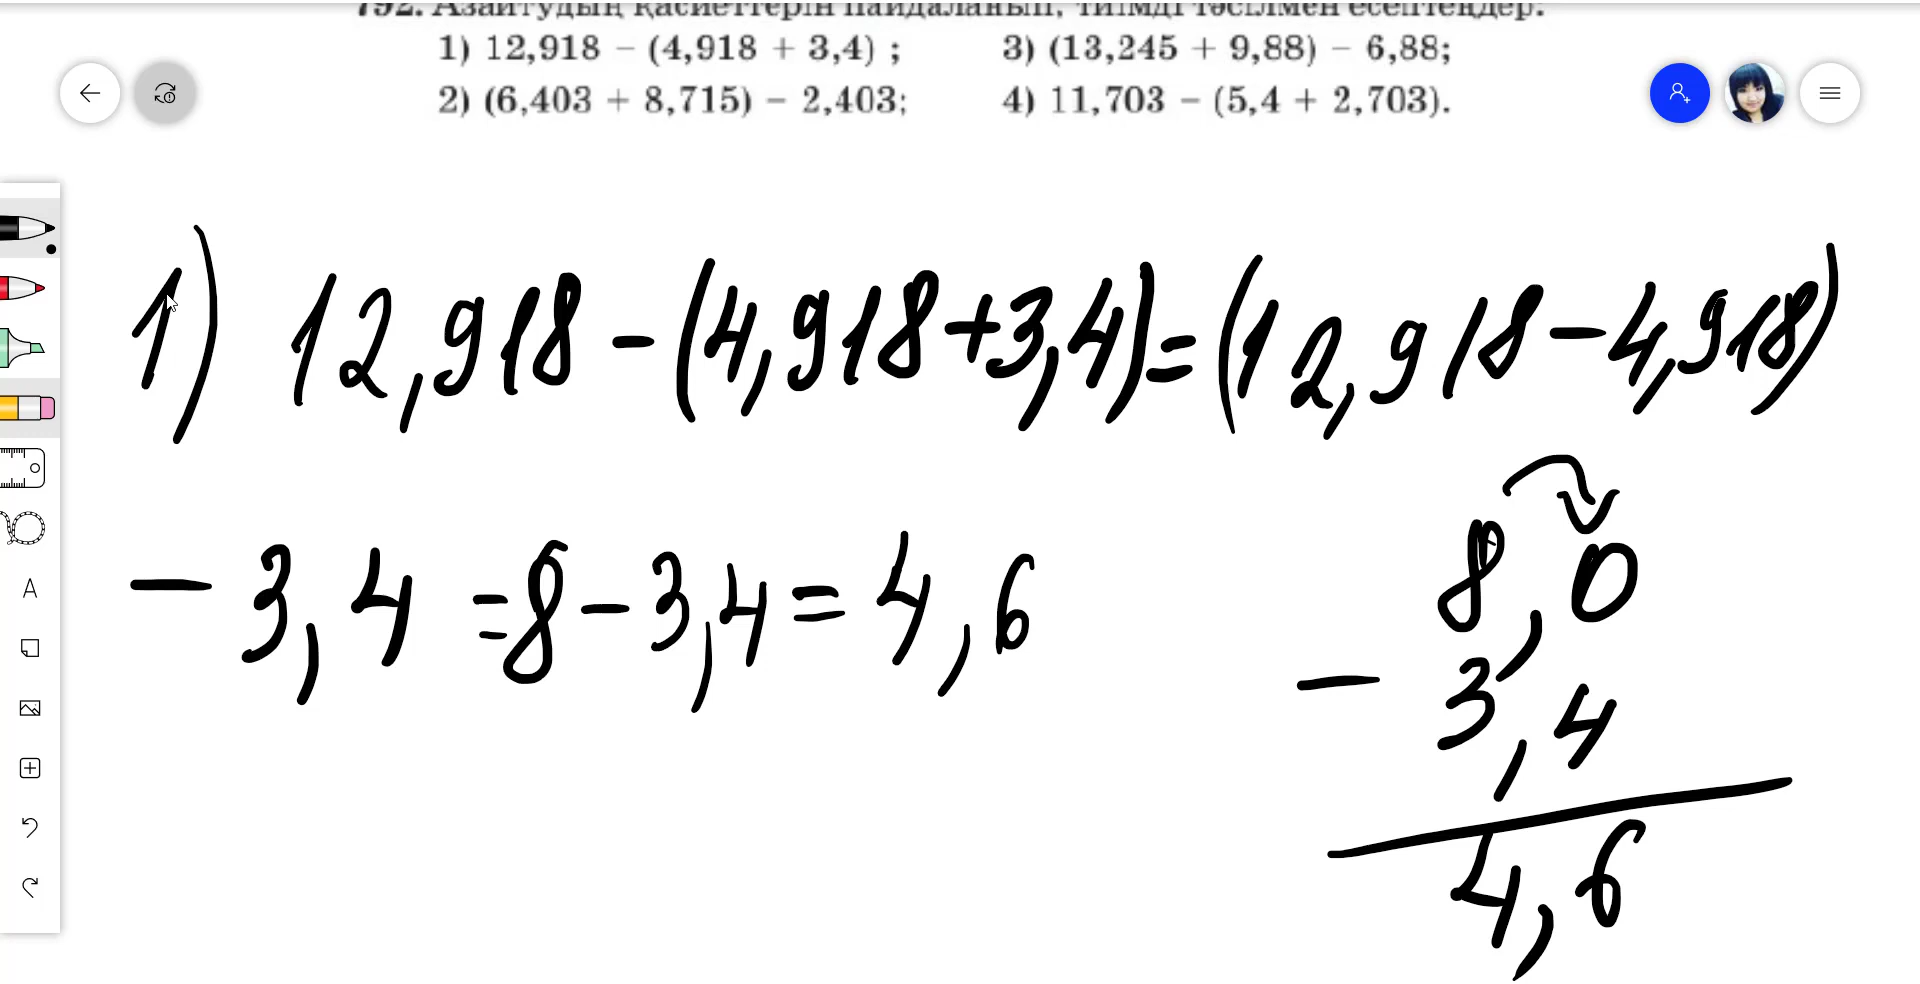 792. Азайтудың қасиеттерін пайдаланып, тиімді тәсілмен есептеңдер.
1) 12,918 − (4,918 + 3,4) ;
3) (13,245 + 9,88) − 6,88;
2) (6,403 + 8,715) − 2,403;
4) 11,703 − (5,4 + 2,703).
1) 12,918 - (4,918+3,4) = (12,918 - 4,918)
- 3,4 = 8 - 3,4 = 4,6
8,0
- 3,4
4,6
A